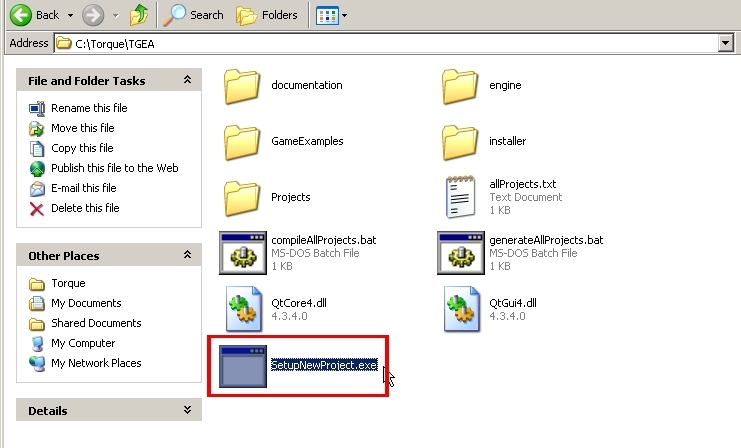 Back
Search
Folders
Address
C:\Torque\TGEA
File and Folder Tasks
Rename this file
Move this file
Copy this file
Publish this file to the Web
E-mail this file
Delete this file
Other Places
Torque
My Documents
Shared Documents
My Computer
My Network Places
Details
documentation
engine
GameExamples
installer
Projects
allProjects.txt
Text Document
1 KB
compileAllProjects.bat
MS-DOS Batch File
1 KB
generateAllProjects.bat
MS-DOS Batch File
1 KB
QtCore4.dll
4.3.4.0
QtGui4.dll
4.3.4.0
SetupNewProject.exe